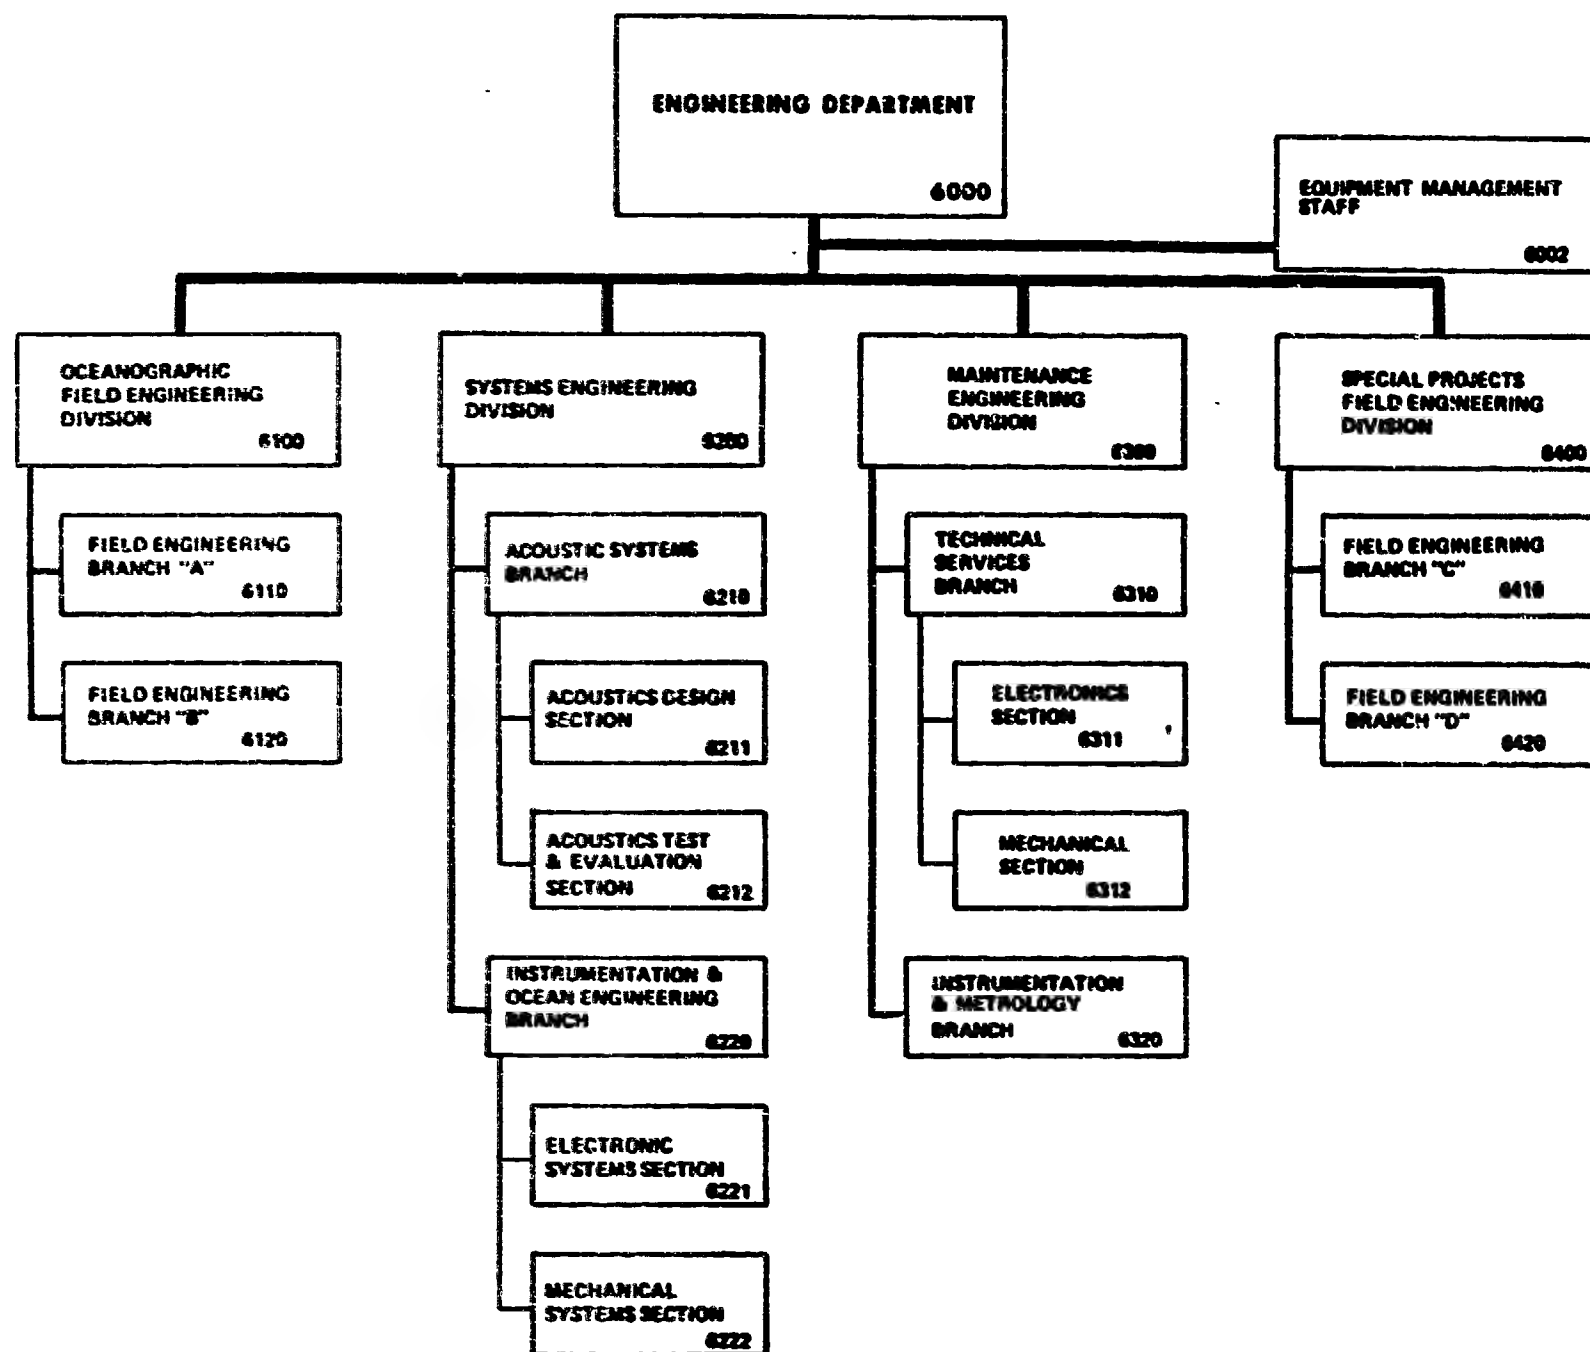 ENGINEERING DEPARTMENT
6000
EQUIPMENT MANAGEMENT
STAFF
6002
OCEANOGRAPHIC
FIELD ENGINEERING
DIVISION
6100
SYSTEMS ENGINEERING
DIVISION
6200
MAINTENANCE
ENGINEERING
DIVISION
6300
SPECIAL PROJECTS
FIELD ENGINEERING
DIVISION
6400
FIELD ENGINEERING
BRANCH "A"
6110
FIELD ENGINEERING
BRANCH "B"
6120
ACOUSTIC SYSTEMS
BRANCH
6210
ACOUSTICS DESIGN
SECTION
6211
ACOUSTICS TEST
& EVALUATION
SECTION
6212
INSTRUMENTATION &
OCEAN ENGINEERING
BRANCH
6220
ELECTRONIC
SYSTEMS SECTION
6221
MECHANICAL
SYSTEMS SECTION
6222
TECHNICAL
SERVICES
BRANCH
6310
ELECTRONICS
SECTION
6311
MECHANICAL
SECTION
6312
INSTRUMENTATION
& METROLOGY
BRANCH
6320
FIELD ENGINEERING
BRANCH "C"
6410
FIELD ENGINEERING
BRANCH "D"
6420